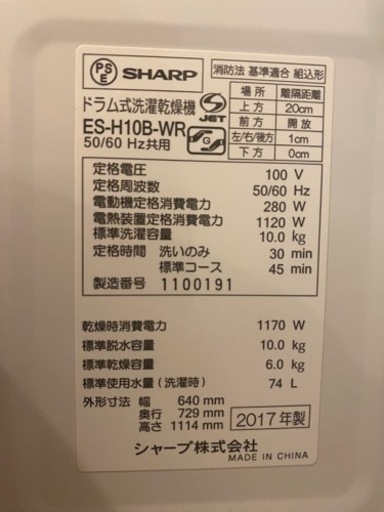 PSE SHARP
ドラム式洗濯乾燥機
ES-H10B-WR
50/60 Hz共用
S JET
消防法 基準適合 組込形
場所 離隔距離
上方 20cm
前方 開放
左/右/後方 1cm
下方 0cm
定格電圧 100 V
定格周波数 50/60 Hz
電動機定格消費電力 280 W
電熱装置定格消費電力 1120 W
標準洗濯容量 10.0 kg
定格時間 洗いのみ 30 min
標準コース 45 min
製造番号 1100191
乾燥時消費電力 1170 W
標準脱水容量 10.0 kg
標準乾燥容量 6.0 kg
標準使用水量 (洗濯時) 74 L
外形寸法 幅 640 mm
奥行 729 mm
高さ 1114 mm
2017年製
シャープ株式会社
MADE IN CHINA